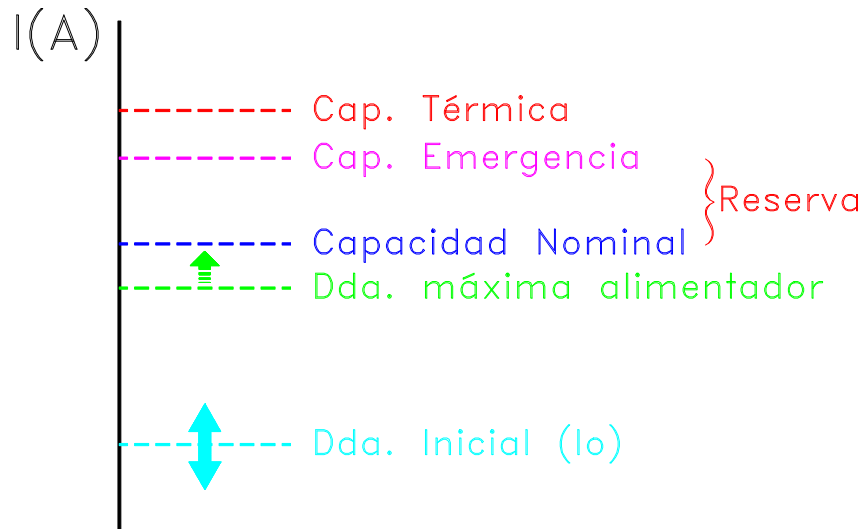 I(A)
Cap. Térmica
Cap. Emergencia
Reserva
Capacidad Nominal
Dda. máxima alimentador
Dda. Inicial (Io)